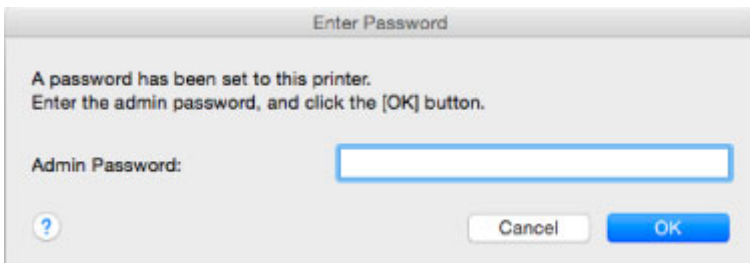 Enter Password
A password has been set to this printer.
Enter the admin password, and click the [OK] button.
Admin Password:
?
Cancel
OK